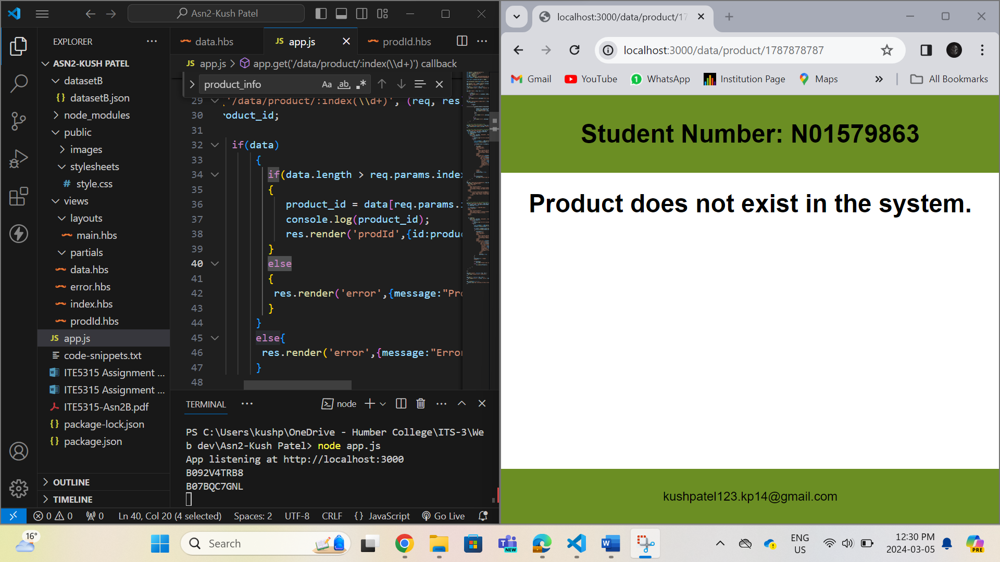 Asn2-Kush Patel
EXPLORER
ASN2-KUSH PATEL
datasetB
datasetB.json
node_modules
public
images
stylesheets
style.css
views
layouts
main.hbs
partials
data.hbs
error.hbs
index.hbs
prodId.hbs
app.js
code-snippets.txt
ITE5315 Assignment ...
ITE5315 Assignment ...
ITE5315-Asn2B.pdf
package-lock.json
package.json
OUTLINE
TIMELINE
data.hbs
JS app.js
prodId.hbs
JS app.js > app.get('/data/product/:index(\\d+)') callback
product_info
29 '/data/product/:index(\\d+)', (req, res)
30 roduct_id;
31
32 if(data)
33 {
34 if(data.length > req.params.index
35 {
36 product_id = data[req.params.i
37 console.log(product_id);
38 res.render('prodId',{id:produc
39 }
40 else
41 {
42 res.render('error',{message:"Pro
43 }
44 }
45 else{
46 res.render('error',{message:"Error
47 }
48
TERMINAL
node
PS C:\Users\kushp\OneDrive - Humber College\ITS-3\We
b dev\Asn2-Kush Patel> node app.js
App listening at http://localhost:3000
B092V4TRB8
B07BQC7GNL
0 0 0 Ln 40, Col 20 (4 selected) Spaces: 2 UTF-8 CRLF {} JavaScript Go Live
localhost:3000/data/product/17
localhost:3000/data/product/1787878787
Gmail YouTube WhatsApp Institution Page Maps All Bookmarks
Student Number: N01579863
Product does not exist in the system.
kushpatel123.kp14@gmail.com
16°
Search
NEW
ENG
US
12:30 PM
2024-03-05
PRE